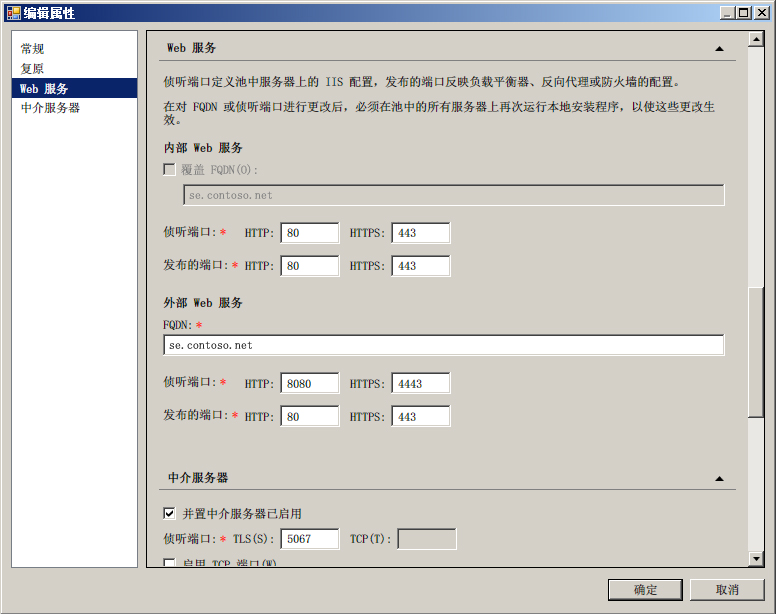 编辑属性
常规
复原
Web 服务
中介服务器
Web 服务
侦听端口定义池中服务器上的 IIS 配置，发布的端口反映负载平衡器、反向代理或防火墙的配置。
在对 FQDN 或侦听端口进行更改后，必须在池中的所有服务器上再次运行本地安装程序，以使这些更改生
效。
内部 Web 服务
覆盖 FQDN(O):
se.contoso.net
侦听端口:* HTTP: 80 HTTPS: 443
发布的端口:* HTTP: 80 HTTPS: 443
外部 Web 服务
FQDN:*
se.contoso.net
侦听端口:* HTTP: 8080 HTTPS: 4443
发布的端口:* HTTP: 80 HTTPS: 443
中介服务器
并置中介服务器已启用
侦听端口:* TLS(S): 5067 TCP(T):
启用 TCP 端口(W)
确定 取消